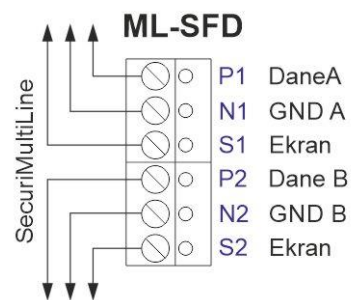 ML-SFD
SecuriMultiLine
P1 DaneA
N1 GND A
S1 Ekran
P2 Dane B
N2 GND B
S2 Ekran